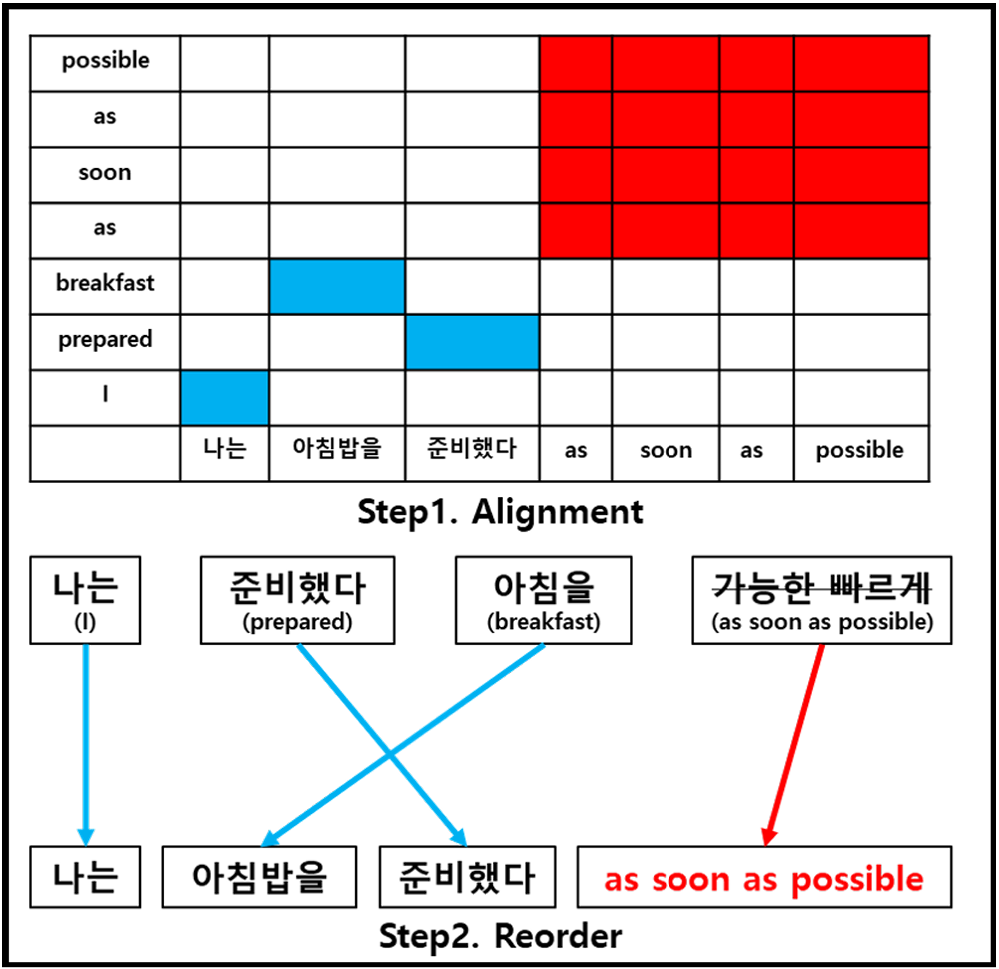 possible
as
soon
as
breakfast
prepared
I
나는 아침밥을 준비했다 as soon as possible
Step1. Alignment
나는 준비했다 아침을 가능한 빠르게
(I) (prepared) (breakfast) (as soon as possible)
나는 아침밥을 준비했다 as soon as possible
Step2. Reorder